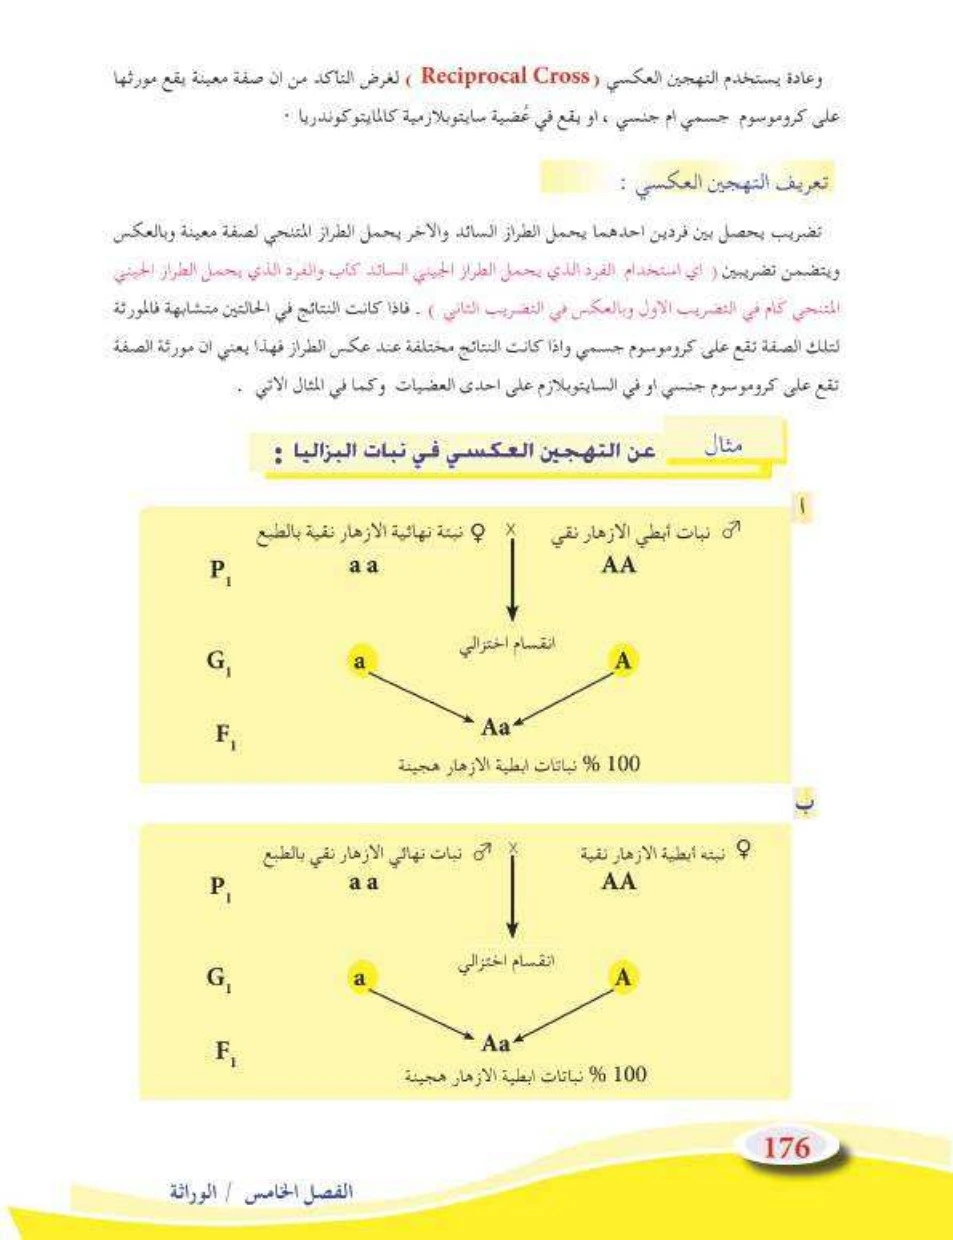 وعادة يستخدم التهجين العكسي ( Reciprocal Cross ) لغرض التأكد من ان صفة معينة يقع مورثها
على كروموسوم جسمي ام جنسي ، او يقع في عُضية سايتوبلازمية كالمايتوكوندريا ٠
تعريف التهجين العكسي :
تضريب يحصل بين فردين احدهما يحمل الطراز السائد والآخر يحمل الطراز المتنحي لصفة معينة وبالعكس
ويتضمن تضريبين ( اي استخدام الفرد الذي يحمل الطراز الجيني السائد كأب والفرد الذي يحمل الطراز الجيني
المتنحي كأم في التضريب الاول وبالعكس في التضريب الثاني ) . فاذا كانت النتائج في الحالتين متشابهة فالمورثة
لتلك الصفة تقع على كروموسوم جسمي واذا كانت النتائج مختلفة عند عكس الطراز فهذا يعني ان مورثة الصفة
تقع على كروموسوم جنسي او في السايتوبلازم على احدى العضيات وكما في المثال الآتي .
مثال عن التهجين العكسي في نبات البزاليا :
أ
♂ نبات أبطي الازهار نقي X ♀ نبتة نهائية الازهار نقية بالطبع
P1 a a AA
انقسام اختزالي
G1 a A
F1 Aa
100 % نباتات ابطية الازهار هجينة
ب
♀ نبته أبطية الازهار نقية X ♂ نبات نهائي الازهار نقي بالطبع
P1 a a AA
انقسام اختزالي
G1 a A
F1 Aa
100 % نباتات ابطية الازهار هجينة
176
الفصل الخامس / الوراثة